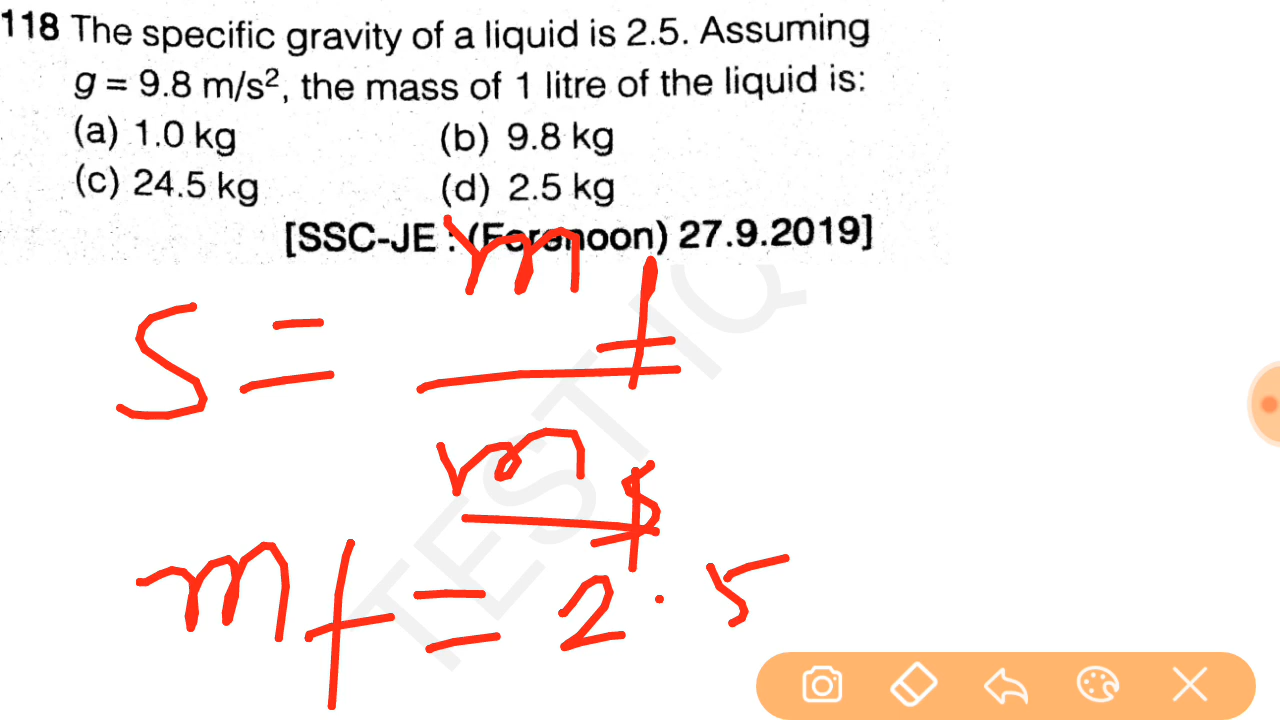 118 The specific gravity of a liquid is 2.5. Assuming
g = 9.8 m/s², the mass of 1 litre of the liquid is:
(a) 1.0 kg (b) 9.8 kg
(c) 24.5 kg (d) 2.5 kg
[SSC-JE : (Forenoon) 27.9.2019]
S = m f
m
TESTIQ
mf = 2.5